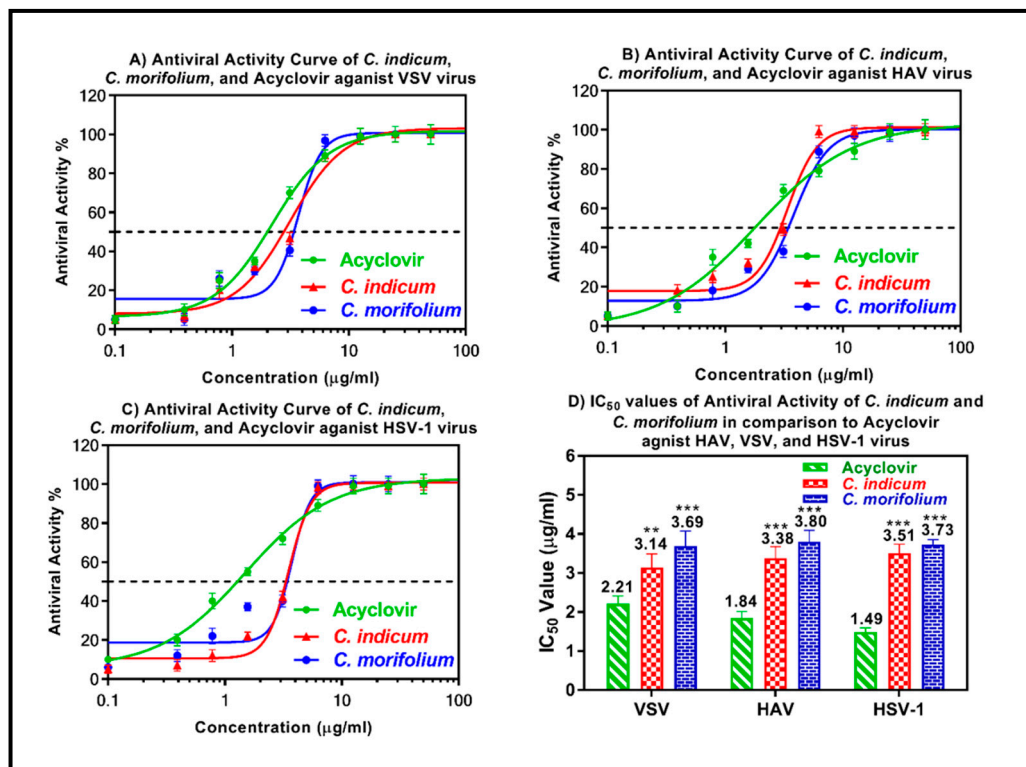 A) Antiviral Activity Curve of C. indicum,
C. morifolium, and Acyclovir aganist VSV virus
120
100
80
60
40
20
0
Antiviral Activity %
Acyclovir
C. indicum
C. morifolium
0.1 1 10 100
Concentration (μg/ml)
B) Antiviral Activity Curve of C. indicum,
C. morifolium, and Acyclovir aganist HAV virus
120
100
80
60
40
20
0
Antiviral Activity %
Acyclovir
C. indicum
C. morifolium
0.1 1 10 100
Concentration (μg/ml)
C) Antiviral Activity Curve of C. indicum,
C. morifolium, and Acyclovir aganist HSV-1 virus
120
100
80
60
40
20
0
Antiviral Activity %
Acyclovir
C. indicum
C. morifolium
0.1 1 10 100
Concentration (μg/ml)
D) IC50 values of Antiviral Activity of C. indicum and
C. morifolium in comparison to Acyclovir
agnist HAV, VSV, and HSV-1 virus
6
5
4
3
2
1
0
IC50 Value (μg/ml)
Acyclovir
C. indicum
C. morifolium
2.21
**
3.14
***
3.69
1.84
***
3.38
***
3.80
1.49
***
3.51
***
3.73
VSV HAV HSV-1